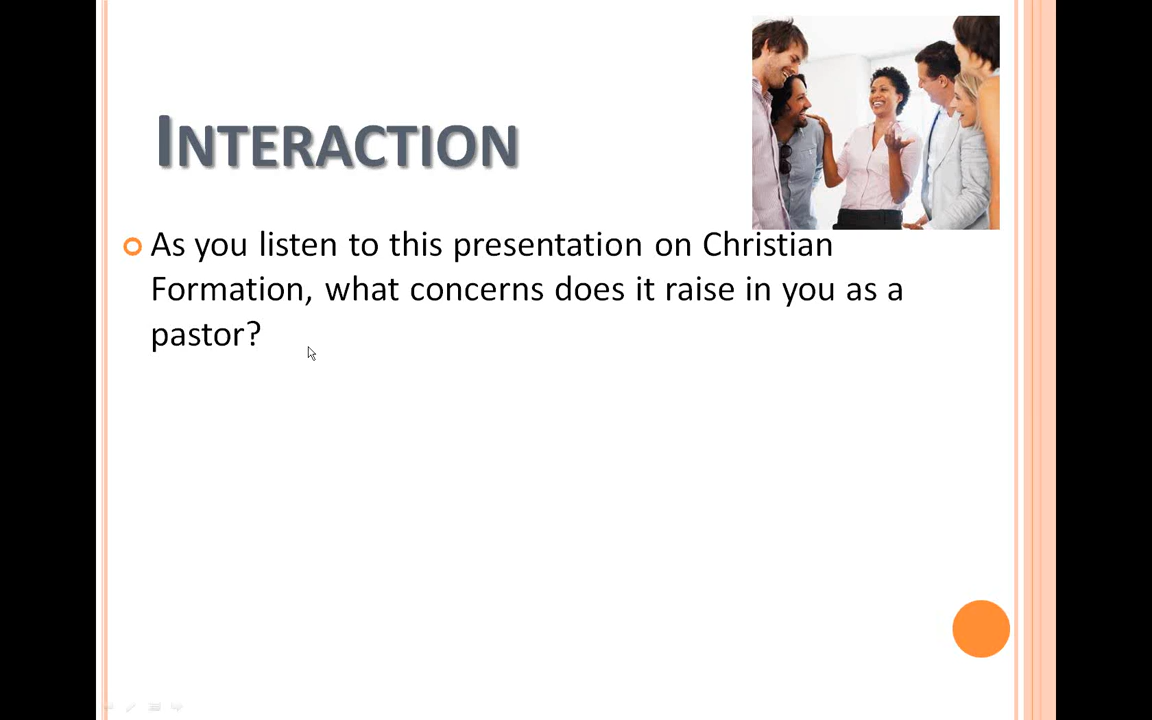 INTERACTION
As you listen to this presentation on Christian
Formation, what concerns does it raise in you as a
pastor?